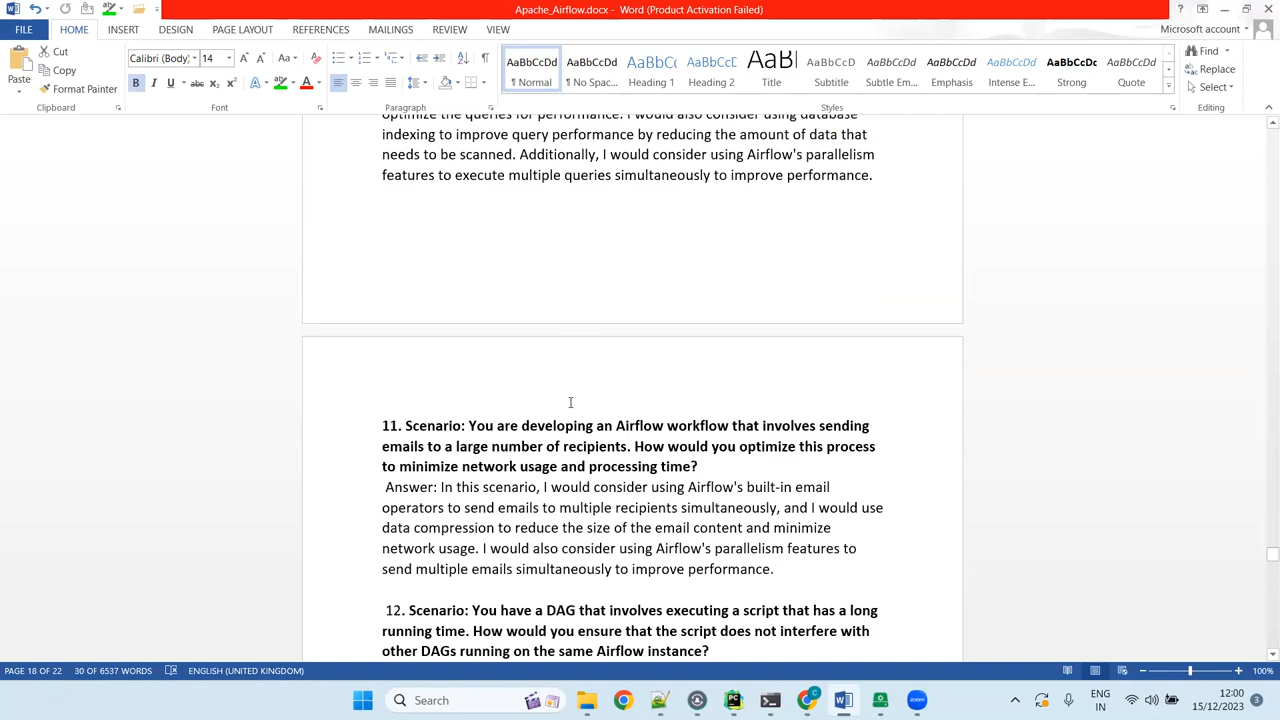 Apache_Airflow.docx - Word (Product Activation Failed)
FILE HOME INSERT DESIGN PAGE LAYOUT REFERENCES MAILINGS REVIEW VIEW Microsoft account
Paste
Cut
Copy
Format Painter
Clipboard
Calibri (Body) 14
Font
Paragraph
AaBbCcDd AaBbCcDd AaBbCc AaBbCcD AaBl AaBbCcD AaBbCcDd AaBbCcDd AaBbCcDd AaBbCcDc AaBbCcDd
¶ Normal ¶ No Spac... Heading 1 Heading 2 Title Subtitle Subtle Em... Emphasis Intense E... Strong Quote
Styles
Find
Replace
Select
Editing
optimize the queries for performance. I would also consider using database
indexing to improve query performance by reducing the amount of data that
needs to be scanned. Additionally, I would consider using Airflow's parallelism
features to execute multiple queries simultaneously to improve performance.
11. Scenario: You are developing an Airflow workflow that involves sending
emails to a large number of recipients. How would you optimize this process
to minimize network usage and processing time?
Answer: In this scenario, I would consider using Airflow's built-in email
operators to send emails to multiple recipients simultaneously, and I would use
data compression to reduce the size of the email content and minimize
network usage. I would also consider using Airflow's parallelism features to
send multiple emails simultaneously to improve performance.
12. Scenario: You have a DAG that involves executing a script that has a long
running time. How would you ensure that the script does not interfere with
other DAGs running on the same Airflow instance?
PAGE 18 OF 22 30 OF 6537 WORDS ENGLISH (UNITED KINGDOM) 100%
Search
ENG
IN
12:00
15/12/2023
3